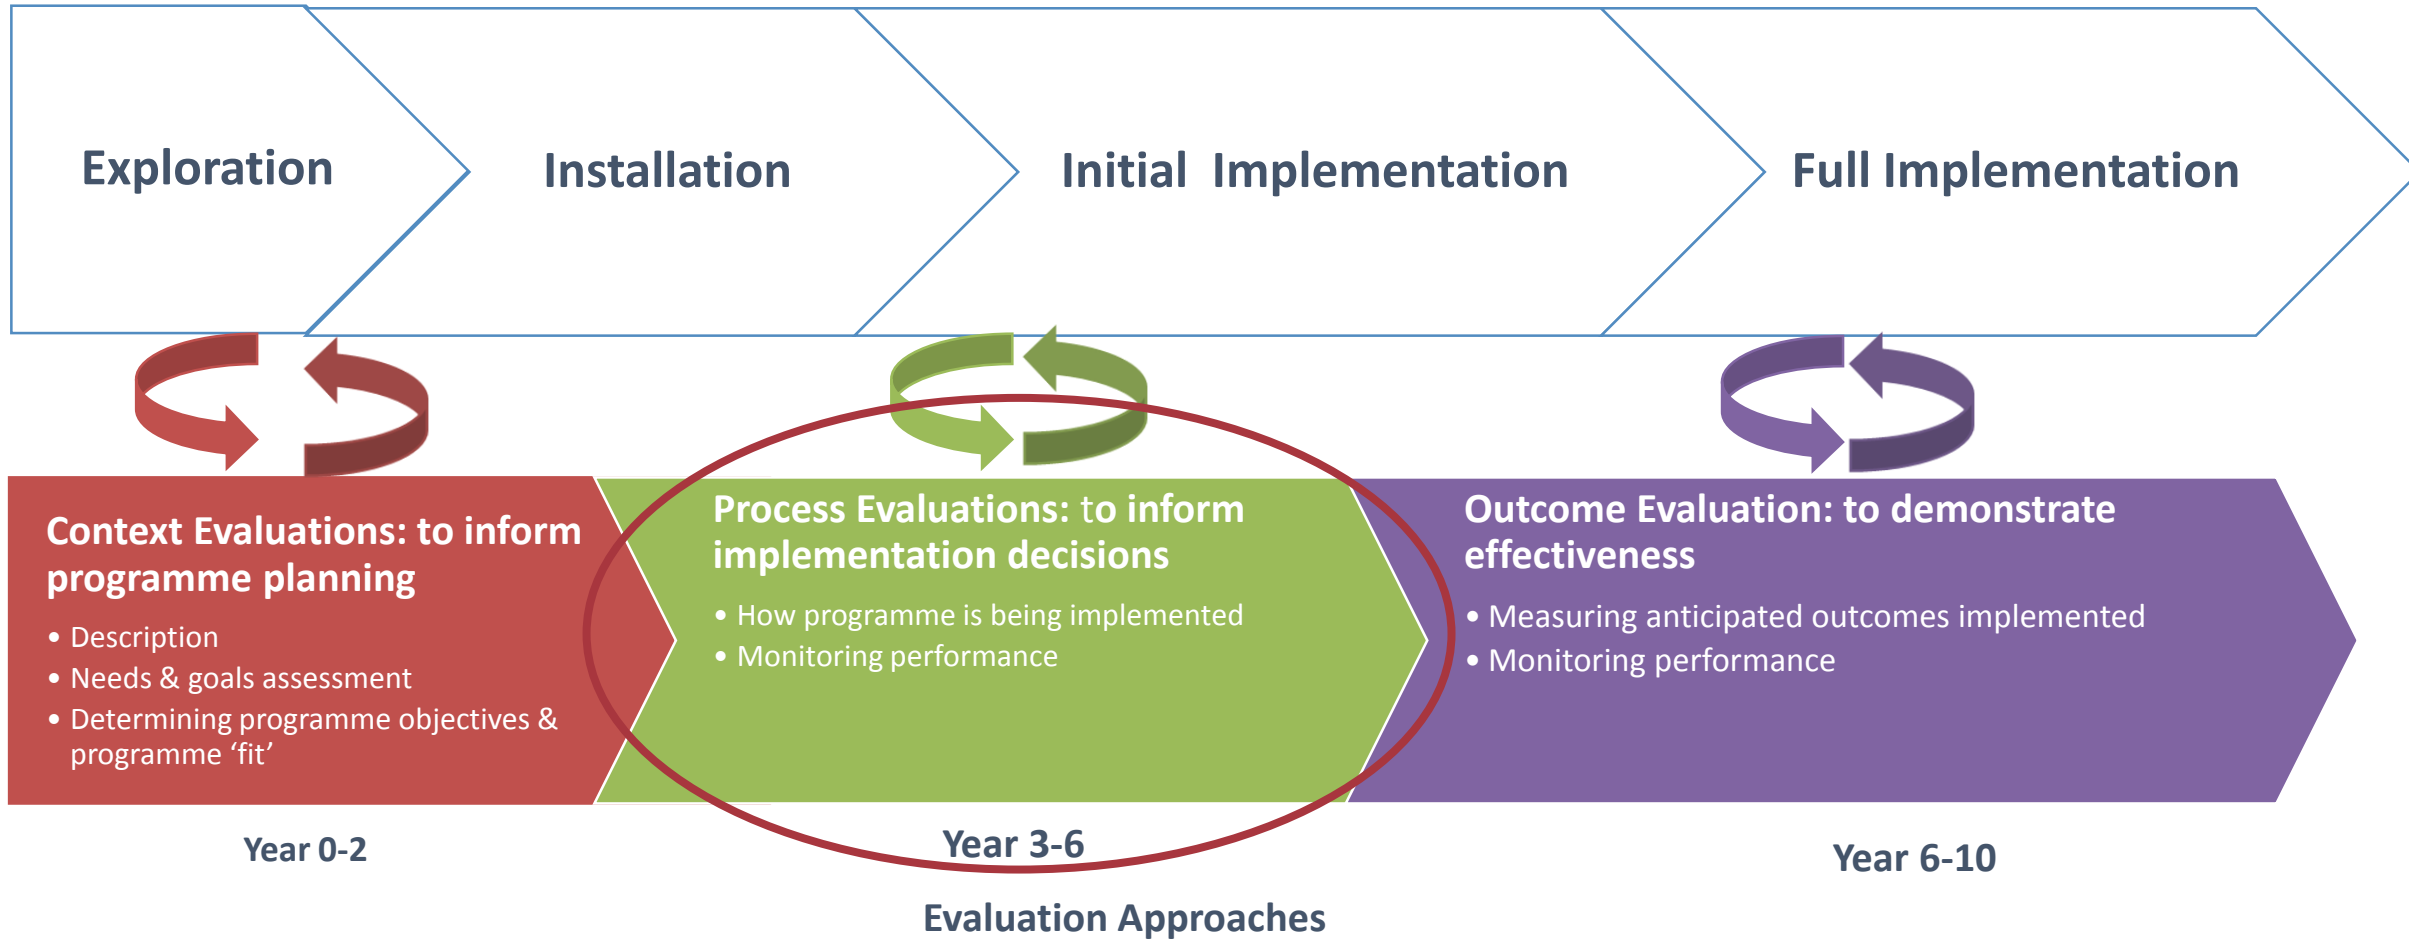 Exploration
Installation
Initial  Implementation
Full Implementation
Context Evaluations: to inform
programme planning
• Description
• Needs & goals assessment
• Determining programme objectives &
programme ‘fit’
Process Evaluations: to inform
implementation decisions
• How programme is being implemented
• Monitoring performance
Outcome Evaluation: to demonstrate
effectiveness
• Measuring anticipated outcomes implemented
• Monitoring performance
Year 0-2
Year 3-6
Year 6-10
Evaluation Approaches